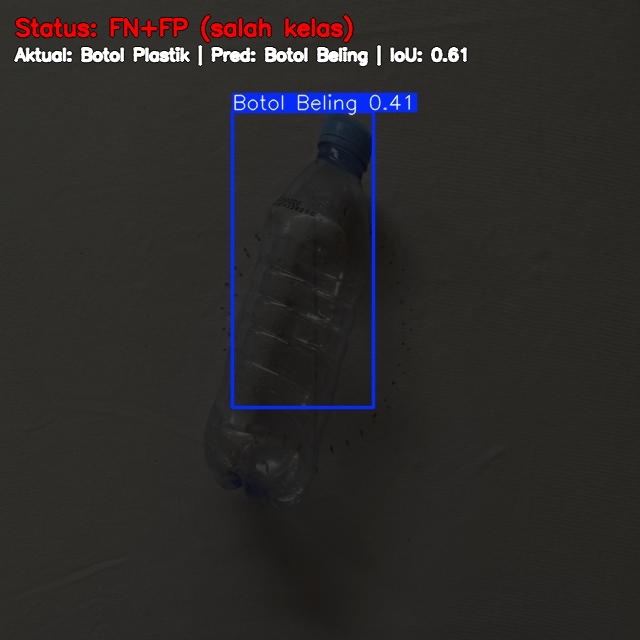 Status: FN+FP (salah kelas)
Aktual: Botol Plastik | Pred: Botol Beling | IoU: 0.61
Botol Beling 0.41